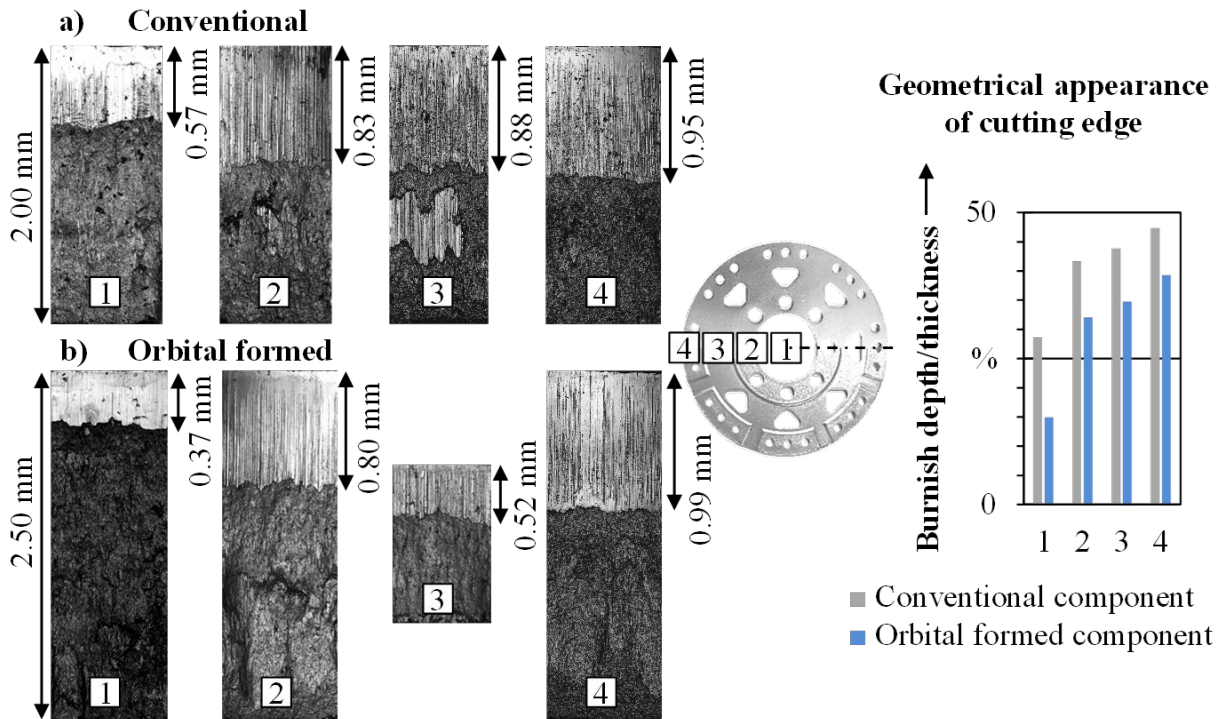 a) Conventional
2.00 mm
0.57 mm
0.83 mm
0.88 mm
0.95 mm
1
2
3
4
b) Orbital formed
2.50 mm
0.37 mm
0.80 mm
0.52 mm
0.99 mm
1
2
3
4
4 3 2 1
Geometrical appearance
of cutting edge
Burnish depth/thickness
50
%
0
1 2 3 4
Conventional component
Orbital formed component